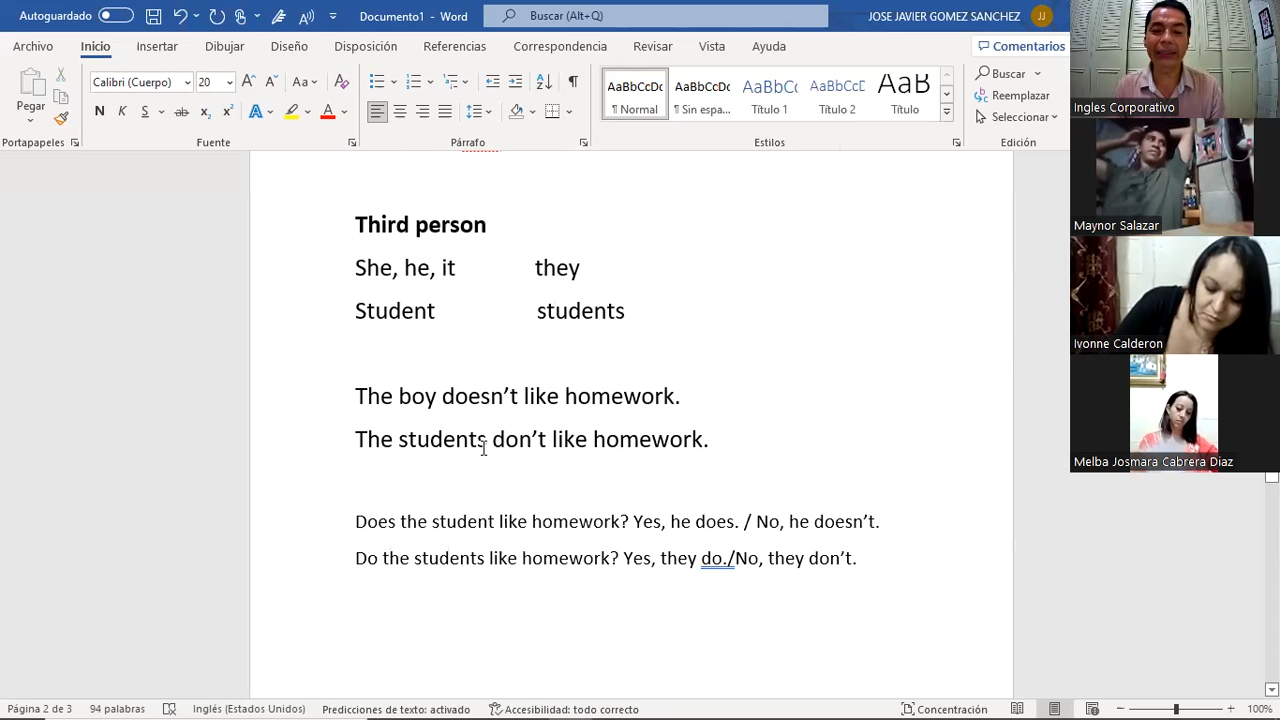 Autoguardado
Documento1 - Word
Buscar (Alt+Q)
JOSE JAVIER GOMEZ SANCHEZ
JJ
Archivo Inicio Insertar Dibujar Diseño Disposición Referencias Correspondencia Revisar Vista Ayuda
Comentarios
Pegar
Calibri (Cuerpo) 20
N K S ab x₂ x²
AaBbCcDc AaBbCcDc AaBbCc AaBbCcD AaB
¶ Normal ¶ Sin espa... Título 1 Título 2 Título
Buscar
Reemplazar
Seleccionar
Portapapeles Fuente Párrafo Estilos Edición
Third person
She, he, it they
Student students
The boy doesn’t like homework.
The students don’t like homework.
Does the student like homework? Yes, he does. / No, he doesn’t.
Do the students like homework? Yes, they do./No, they don’t.
Ingles Corporativo
Maynor Salazar
Ivonne Calderon
Melba Josmara Cabrera Diaz
Página 2 de 3 94 palabras Inglés (Estados Unidos) Predicciones de texto: activado Accesibilidad: todo correcto Concentración 100%